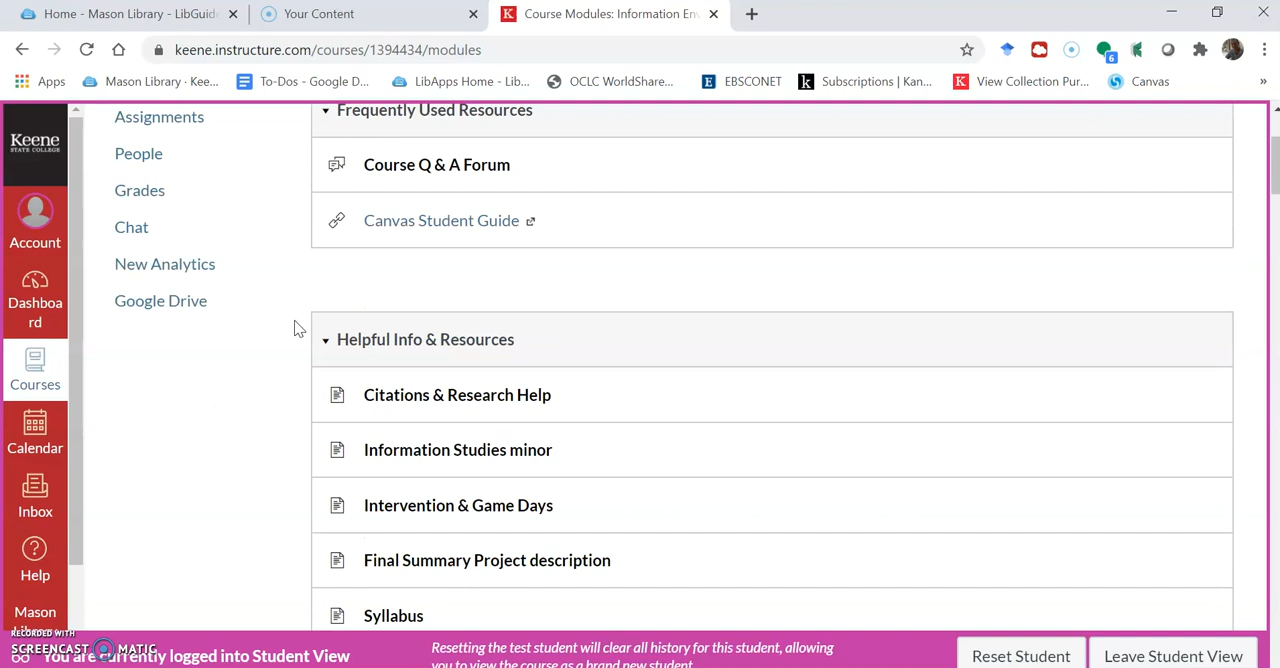 Home - Mason Library - LibGuide
Your Content
Course Modules: Information En
keene.instructure.com/courses/1394434/modules
6
Apps
Mason Library · Kee...
To-Dos - Google D...
LibApps Home - Lib...
OCLC WorldShare...
EBSCONET
Subscriptions | Kan...
View Collection Pur...
Canvas
»
Keene
STATE COLLEGE
Account
Dashboa
rd
Courses
Calendar
Inbox
Help
Mason
Assignments
People
Grades
Chat
New Analytics
Google Drive
Frequently Used Resources
Course Q & A Forum
Canvas Student Guide
Helpful Info & Resources
Citations & Research Help
Information Studies minor
Intervention & Game Days
Final Summary Project description
Syllabus
RECORDED WITH
SCREENCAST MATIC
You are currently logged into Student View
Resetting the test student will clear all history for this student, allowing
you to view the course as a brand new student.
Reset Student
Leave Student View